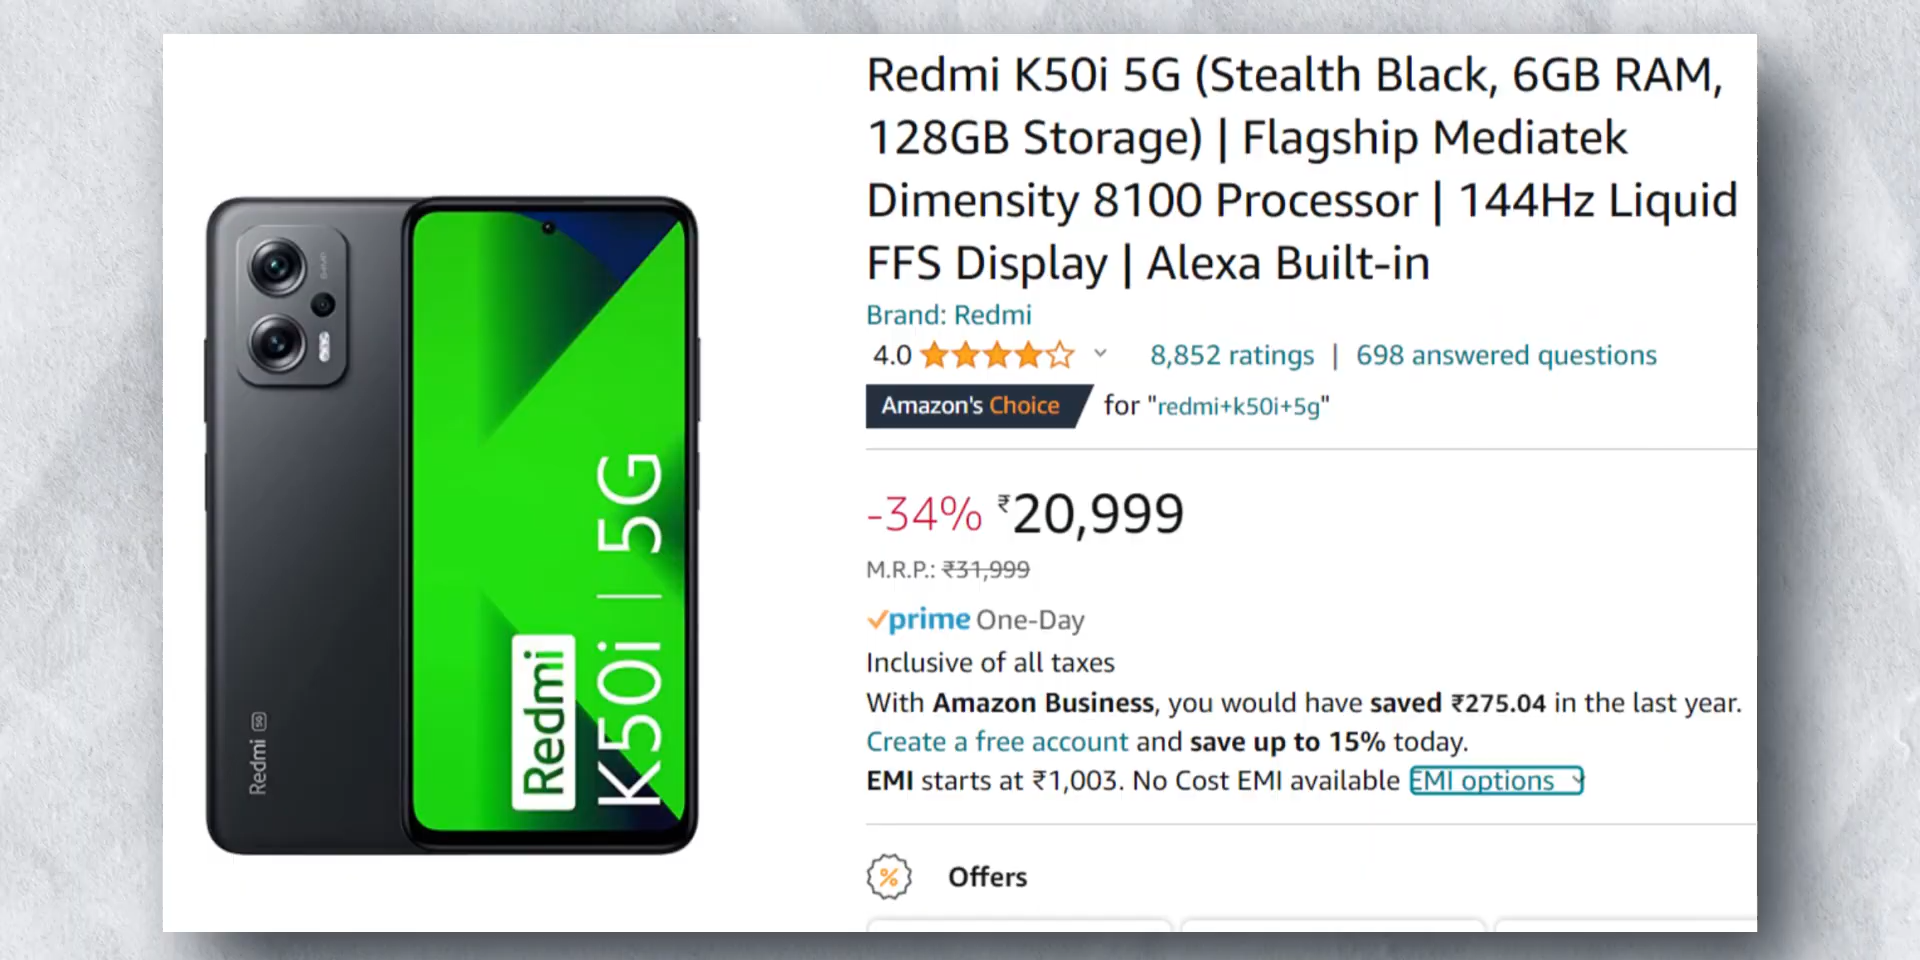 Redmi K50i 5G (Stealth Black, 6GB RAM,
128GB Storage) | Flagship Mediatek
Dimensity 8100 Processor | 144Hz Liquid
FFS Display | Alexa Built-in
Brand: Redmi
4.0 8,852 ratings | 698 answered questions
Amazon's Choice for "redmi+k50i+5g"
-34% ₹20,999
M.R.P.: ₹31,999
prime One-Day
Inclusive of all taxes
With Amazon Business, you would have saved ₹275.04 in the last year.
Create a free account and save up to 15% today.
EMI starts at ₹1,003. No Cost EMI available EMI options
% Offers
Redmi 5G
Redmi
K50i | 5G